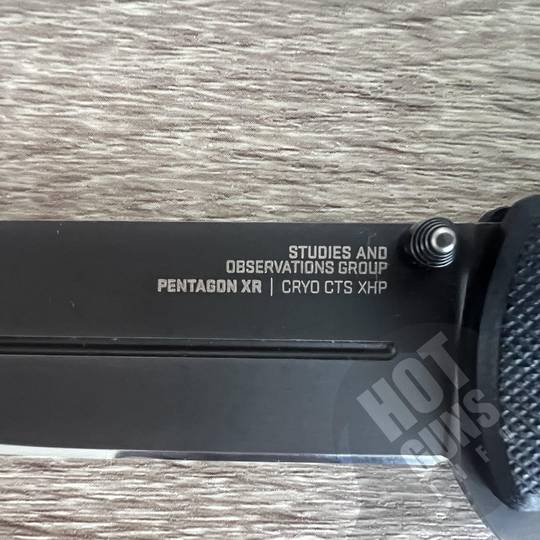 STUDIES AND
OBSERVATIONS GROUP
PENTAGON XR | CRYO CTS XHP
HOT
GUNS